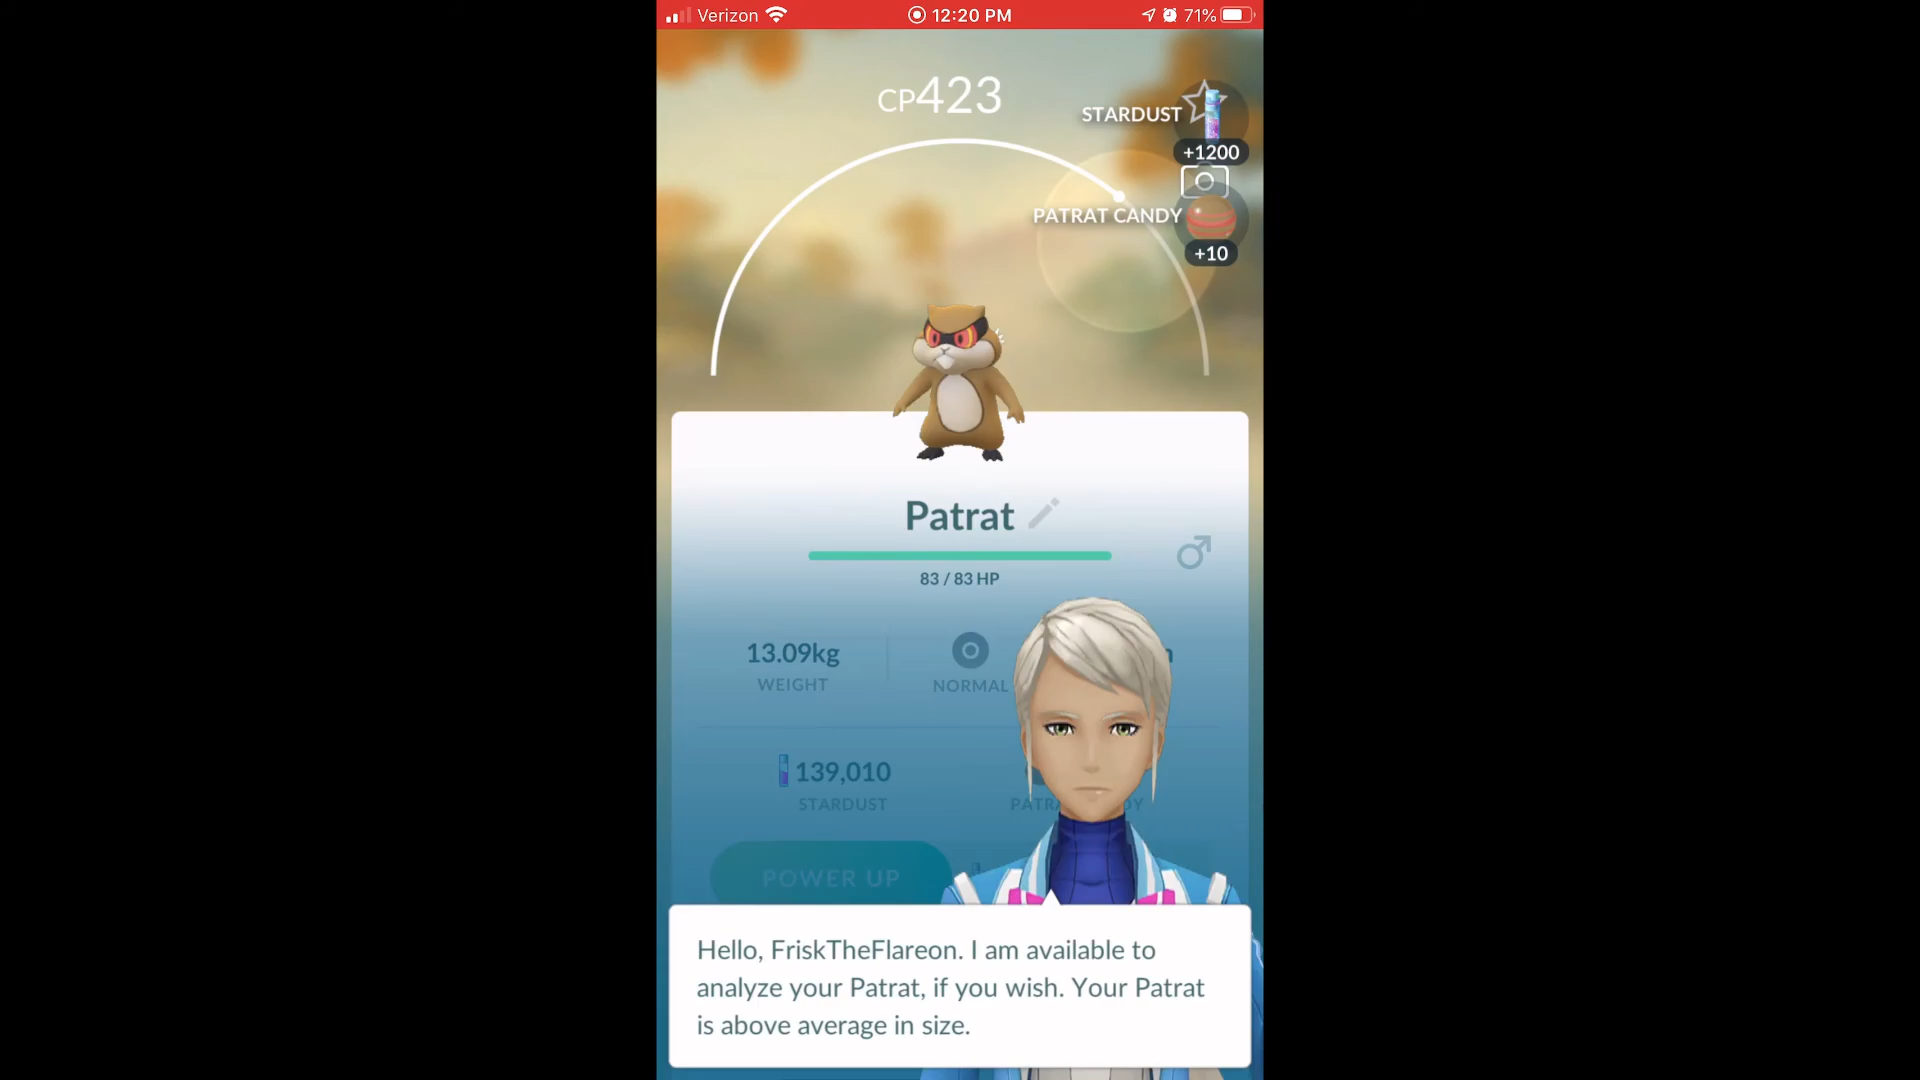 Verizon 12:20 PM 71%
CP423
STARDUST
+1200
PATRAT CANDY
+10
Patrat
83 / 83 HP
13.09kg
WEIGHT
NORMAL
139,010
STARDUST
POWER UP
Hello, FriskTheFlareon. I am available to
analyze your Patrat, if you wish. Your Patrat
is above average in size.